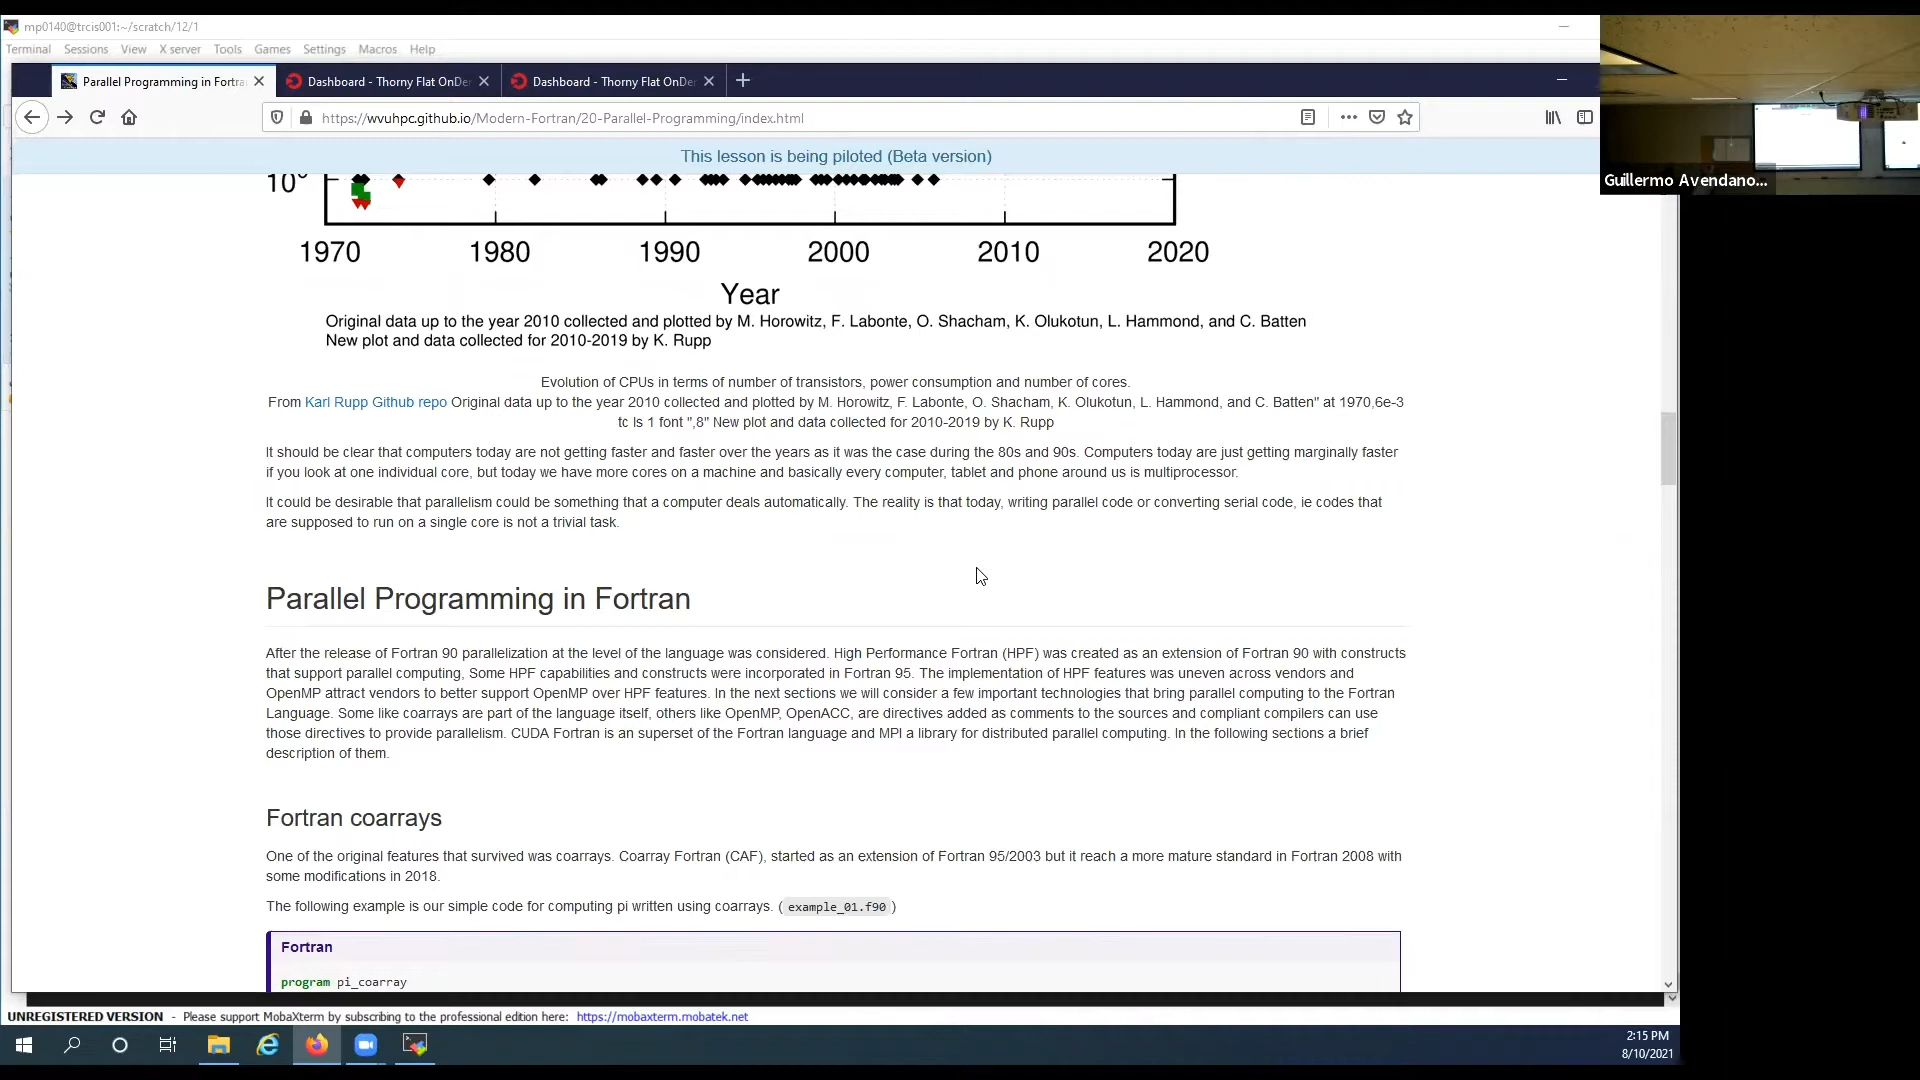 mp0140@trcis001:~/scratch/12/1
Terminal Sessions View X server Tools Games Settings Macros Help
Parallel Programming in Fortra
Dashboard - Thorny Flat OnDe
Dashboard - Thorny Flat OnDe
https://wvuhpc.github.io/Modern-Fortran/20-Parallel-Programming/index.html
This lesson is being piloted (Beta version)
Guillermo Avendano...
10⁰
1970 1980 1990 2000 2010 2020
Year
Original data up to the year 2010 collected and plotted by M. Horowitz, F. Labonte, O. Shacham, K. Olukotun, L. Hammond, and C. Batten
New plot and data collected for 2010-2019 by K. Rupp
Evolution of CPUs in terms of number of transistors, power consumption and number of cores.
From Karl Rupp Github repo Original data up to the year 2010 collected and plotted by M. Horowitz, F. Labonte, O. Shacham, K. Olukotun, L. Hammond, and C. Batten" at 1970,6e-3
tc ls 1 font ",8" New plot and data collected for 2010-2019 by K. Rupp
It should be clear that computers today are not getting faster and faster over the years as it was the case during the 80s and 90s. Computers today are just getting marginally faster
if you look at one individual core, but today we have more cores on a machine and basically every computer, tablet and phone around us is multiprocessor.
It could be desirable that parallelism could be something that a computer deals automatically. The reality is that today, writing parallel code or converting serial code, ie codes that
are supposed to run on a single core is not a trivial task.
Parallel Programming in Fortran
After the release of Fortran 90 parallelization at the level of the language was considered. High Performance Fortran (HPF) was created as an extension of Fortran 90 with constructs
that support parallel computing, Some HPF capabilities and constructs were incorporated in Fortran 95. The implementation of HPF features was uneven across vendors and
OpenMP attract vendors to better support OpenMP over HPF features. In the next sections we will consider a few important technologies that bring parallel computing to the Fortran
Language. Some like coarrays are part of the language itself, others like OpenMP, OpenACC, are directives added as comments to the sources and compliant compilers can use
those directives to provide parallelism. CUDA Fortran is an superset of the Fortran language and MPI a library for distributed parallel computing. In the following sections a brief
description of them.
Fortran coarrays
One of the original features that survived was coarrays. Coarray Fortran (CAF), started as an extension of Fortran 95/2003 but it reach a more mature standard in Fortran 2008 with
some modifications in 2018.
The following example is our simple code for computing pi written using coarrays. ( example_01.f90 )
Fortran
program pi_coarray
UNREGISTERED VERSION - Please support MobaXterm by subscribing to the professional edition here: https://mobaxterm.mobatek.net
2:15 PM
8/10/2021